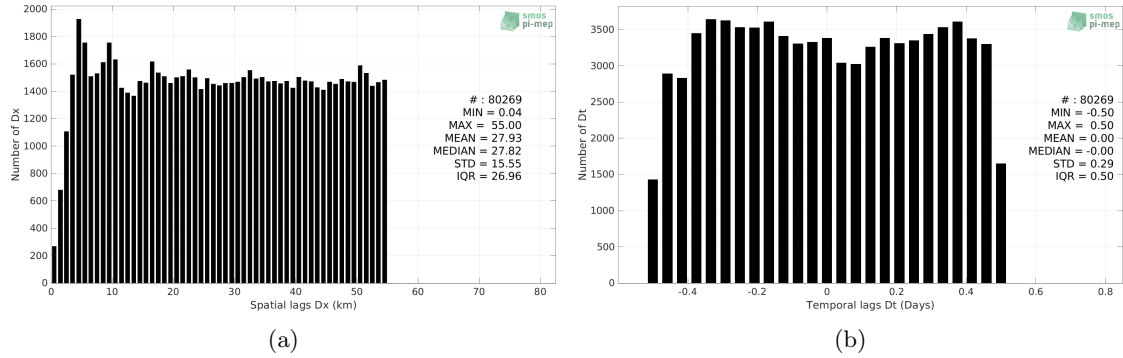 2000
1800
1600
1400
1200
1000
800
600
400
200
0
0
10
20
30
40
50
60
70
80
Number of Dx
Spatial lags Dx (km)
smos
pi-mep
# : 80269
MIN = 0.04
MAX = 55.00
MEAN = 27.93
MEDIAN = 27.82
STD = 15.55
IQR = 26.96
(a)
3500
3000
2500
2000
1500
1000
500
0
-0.4
-0.2
0
0.2
0.4
0.6
0.8
Number of Dt
Temporal lags Dt (Days)
smos
pi-mep
# : 80269
MIN = -0.50
MAX = 0.50
MEAN = 0.00
MEDIAN = -0.00
STD = 0.29
IQR = 0.50
(b)